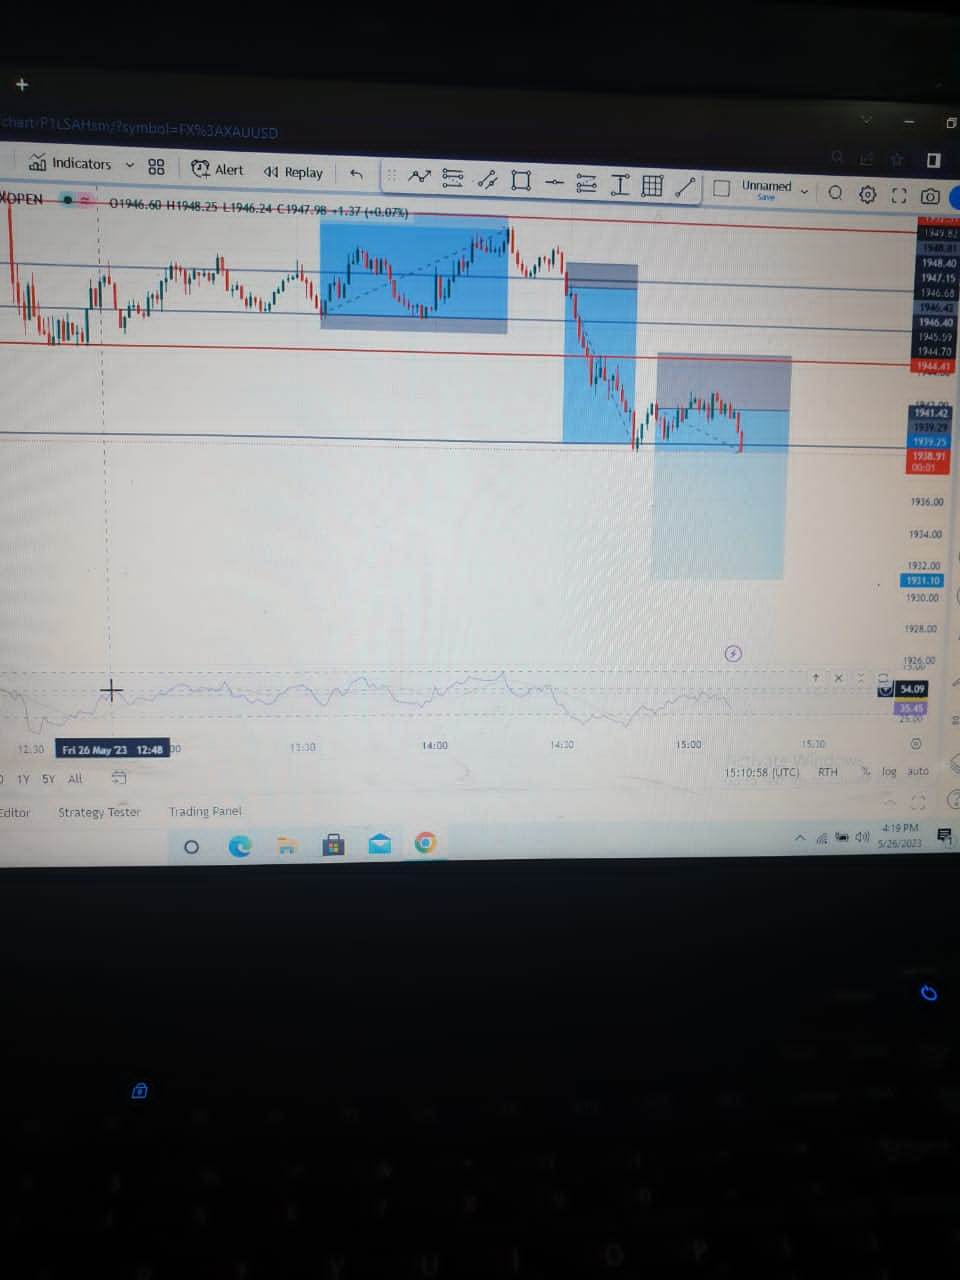 chart/P1LSAHsm/?symbol=FX%3AXAUUSD
Indicators Alert Replay Unnamed
Save
XOPEN O1946.60 H1948.25 L1946.24 C1947.98 +1.37 (+0.07%)
1949.82
1948.81
1948.40
1947.15
1946.68
1946.42
1946.40
1945.59
1944.70
1944.41
1941.42
1939.29
1939.25
1938.91
00:01
1936.00
1934.00
1932.00
1931.10
1930.00
1928.00
1926.00
54.09
35.45
25.00
12:30 Fri 26 May '23 12:48 :00 13:30 14:00 14:30 15:00 15:30
Activate Windows
1Y 5Y All 15:10:58 (UTC) RTH % log auto
Editor Strategy Tester Trading Panel
4:19 PM
5/26/2023
Y U I O P